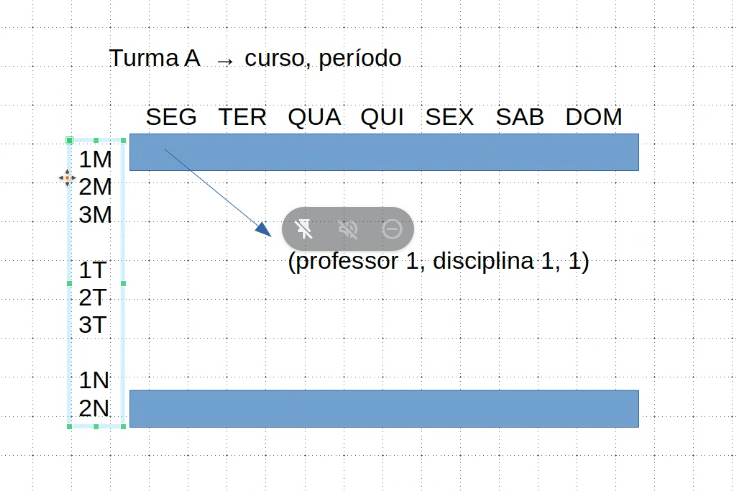 Turma A → curso, período
SEG TER QUA QUI SEX SAB DOM
1M
2M
3M
(professor 1, disciplina 1, 1)
1T
2T
3T
1N
2N